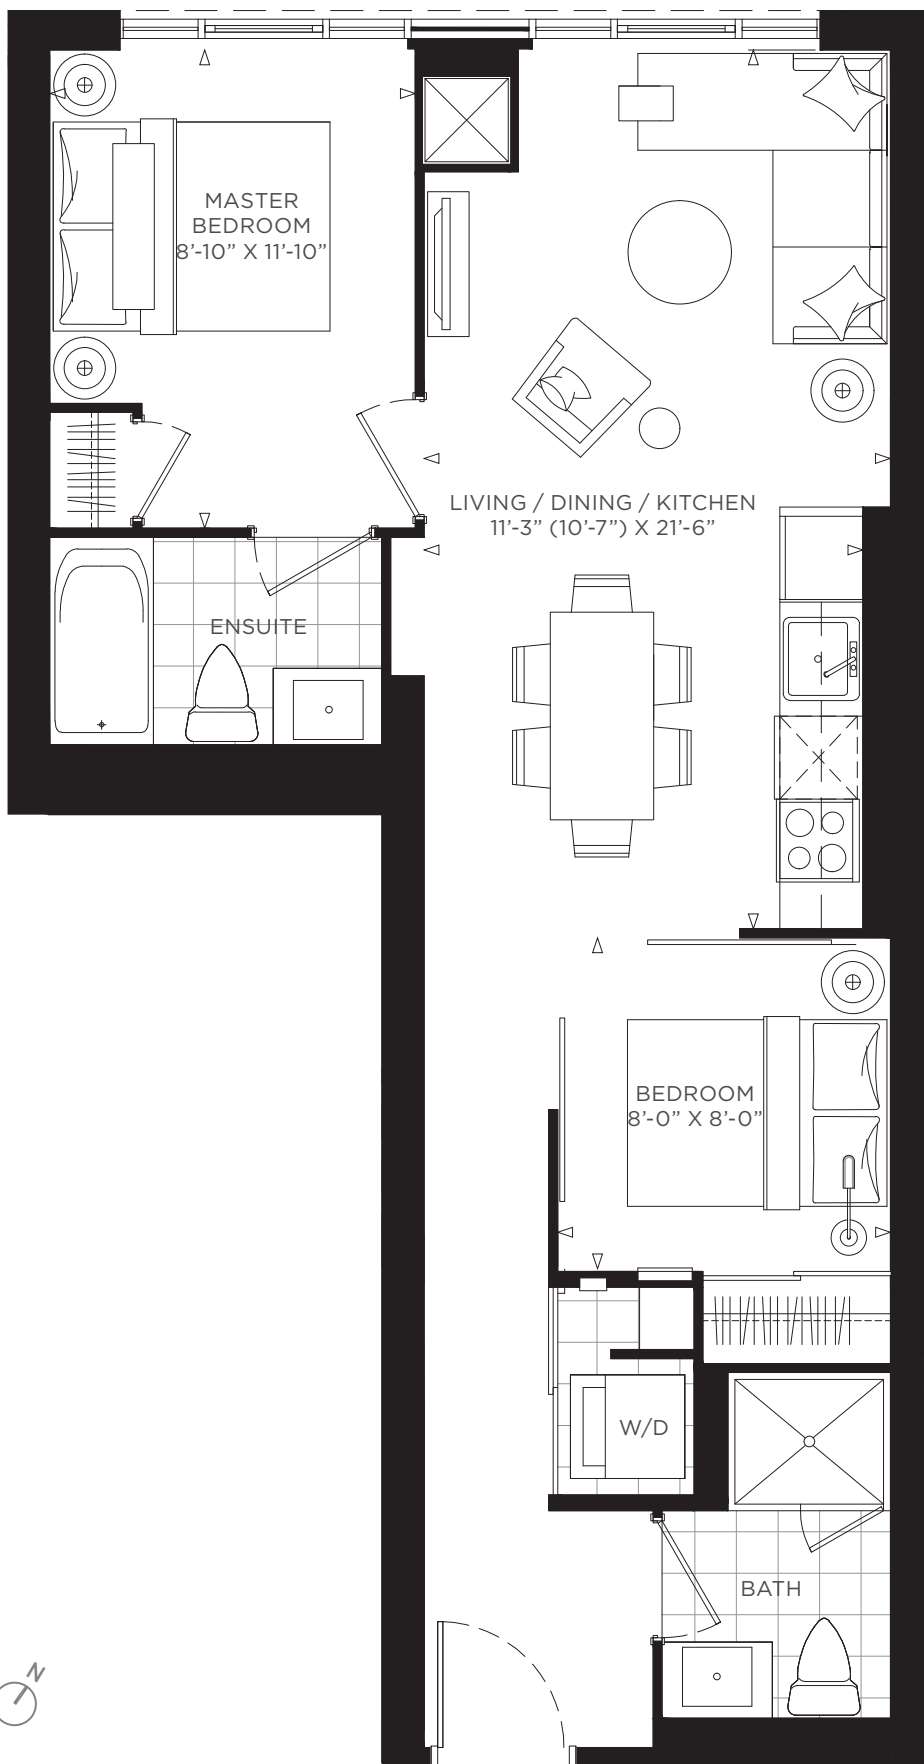 MASTER
BEDROOM
8’-10” X 11’-10”
LIVING / DINING / KITCHEN
11’-3” (10’-7”) X 21’-6”
ENSUITE
BEDROOM
8’-0” X 8’-0”
W/D
BATH
N